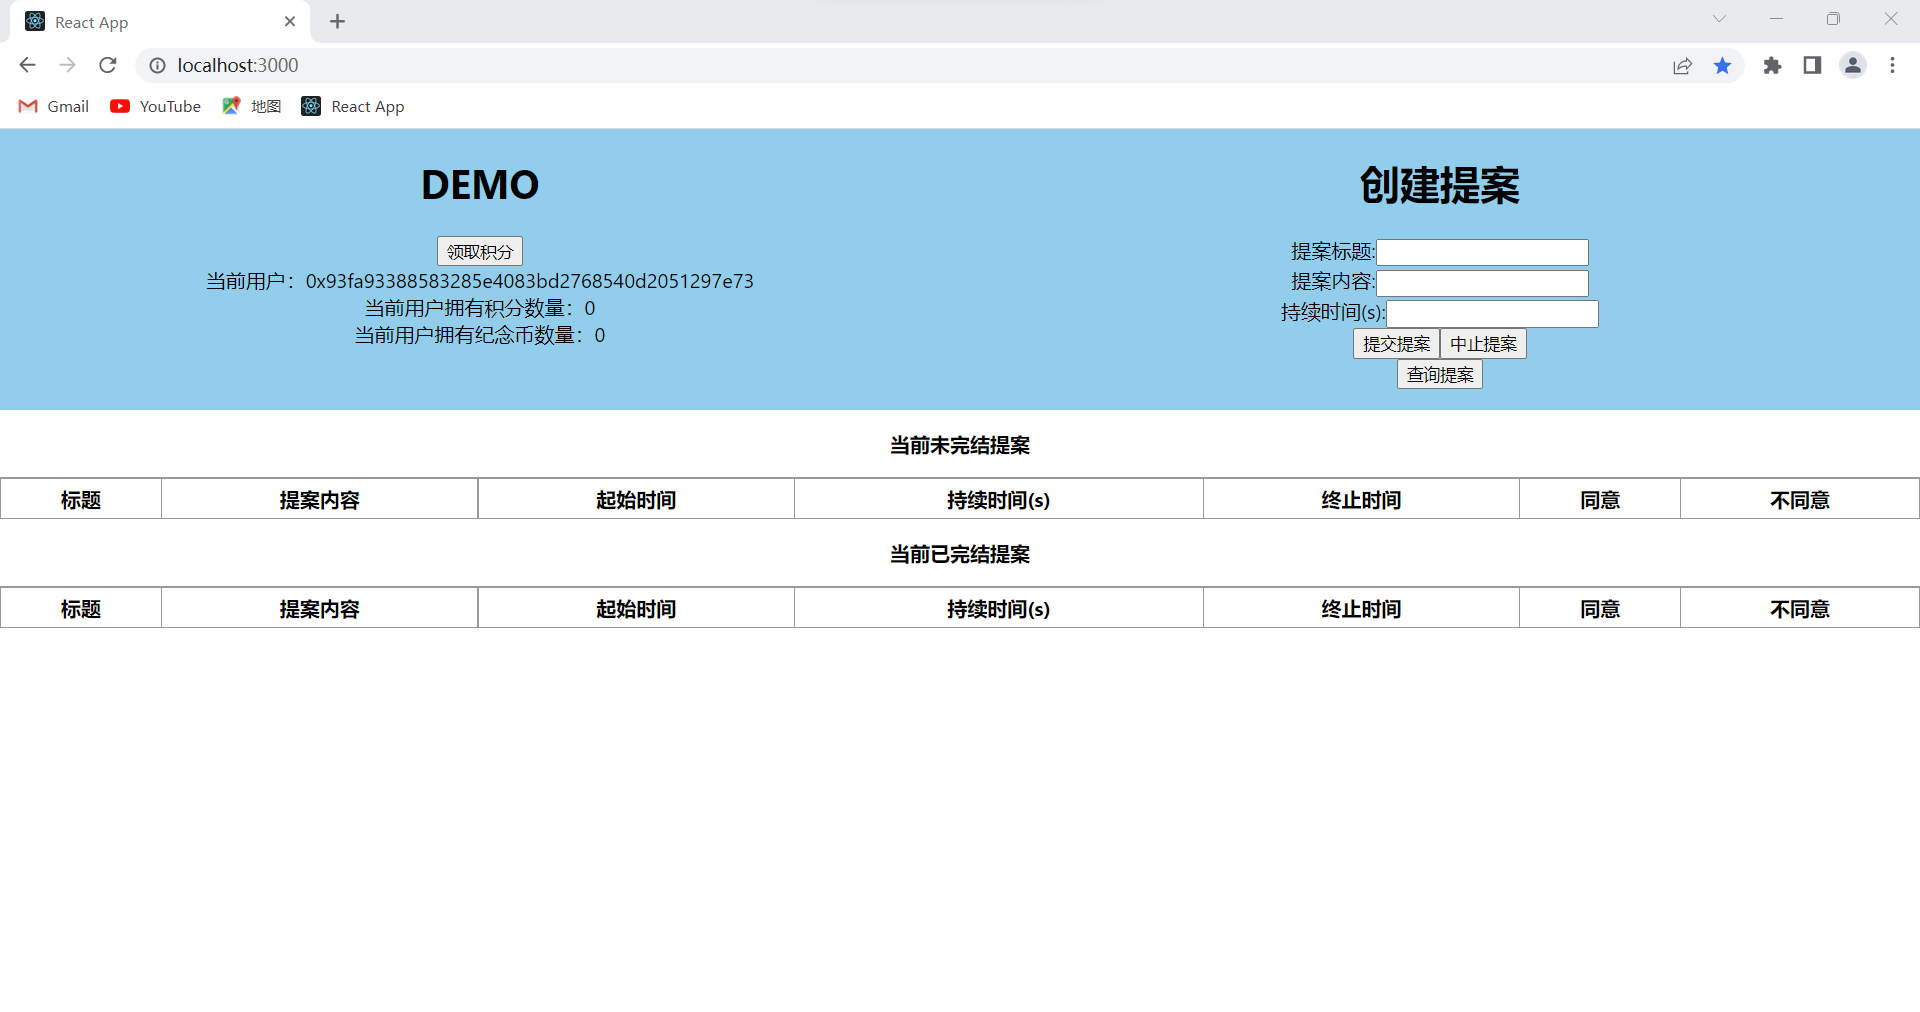 React App
localhost:3000
Gmail YouTube 地图 React App
DEMO
领取积分
当前用户：0x93fa93388583285e4083bd2768540d2051297e73
当前用户拥有积分数量：0
当前用户拥有纪念币数量：0
创建提案
提案标题:
提案内容:
持续时间(s):
提交提案 中止提案
查询提案
当前未完结提案
标题 提案内容 起始时间 持续时间(s) 终止时间 同意 不同意
当前已完结提案
标题 提案内容 起始时间 持续时间(s) 终止时间 同意 不同意